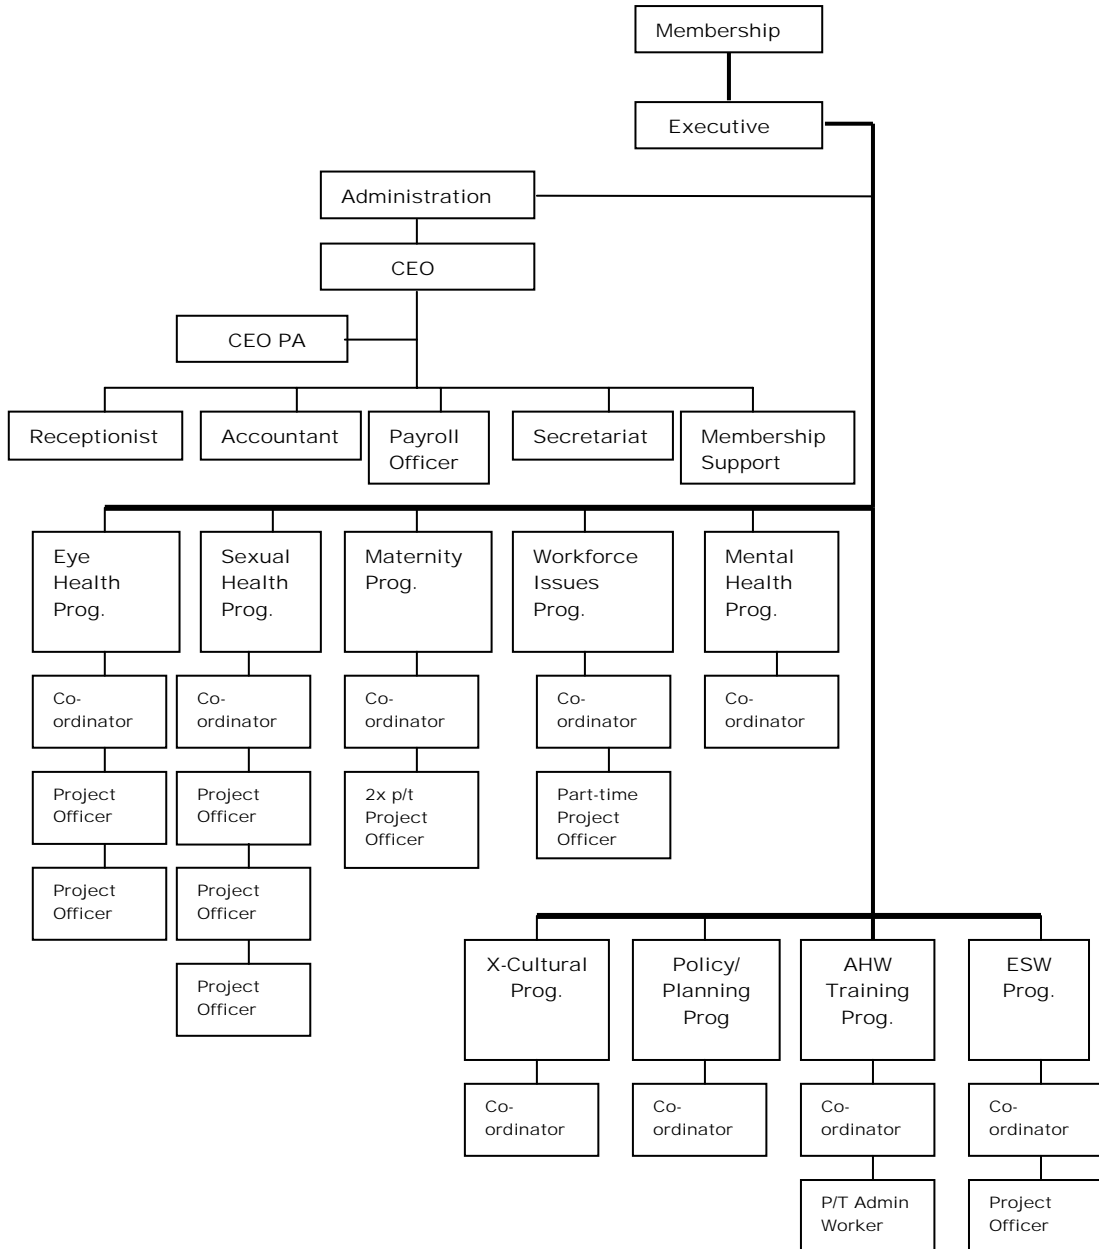 Membership
Executive
Administration
CEO
CEO PA
Receptionist
Accountant
Payroll
Officer
Secretariat
Membership
Support
Eye
Health
Prog.
Sexual
Health
Prog.
Maternity
Prog.
Workforce
Issues
Prog.
Mental
Health
Prog.
Co-
ordinator
Co-
ordinator
Co-
ordinator
Co-
ordinator
Co-
ordinator
Project
Officer
Project
Officer
2x p/t
Project
Officer
Part-time
Project
Officer
Project
Officer
Project
Officer
Project
Officer
X-Cultural
Prog.
Policy/
Planning
Prog
AHW
Training
Prog.
ESW
Prog.
Co-
ordinator
Co-
ordinator
Co-
ordinator
Co-
ordinator
P/T Admin
Worker
Project
Officer